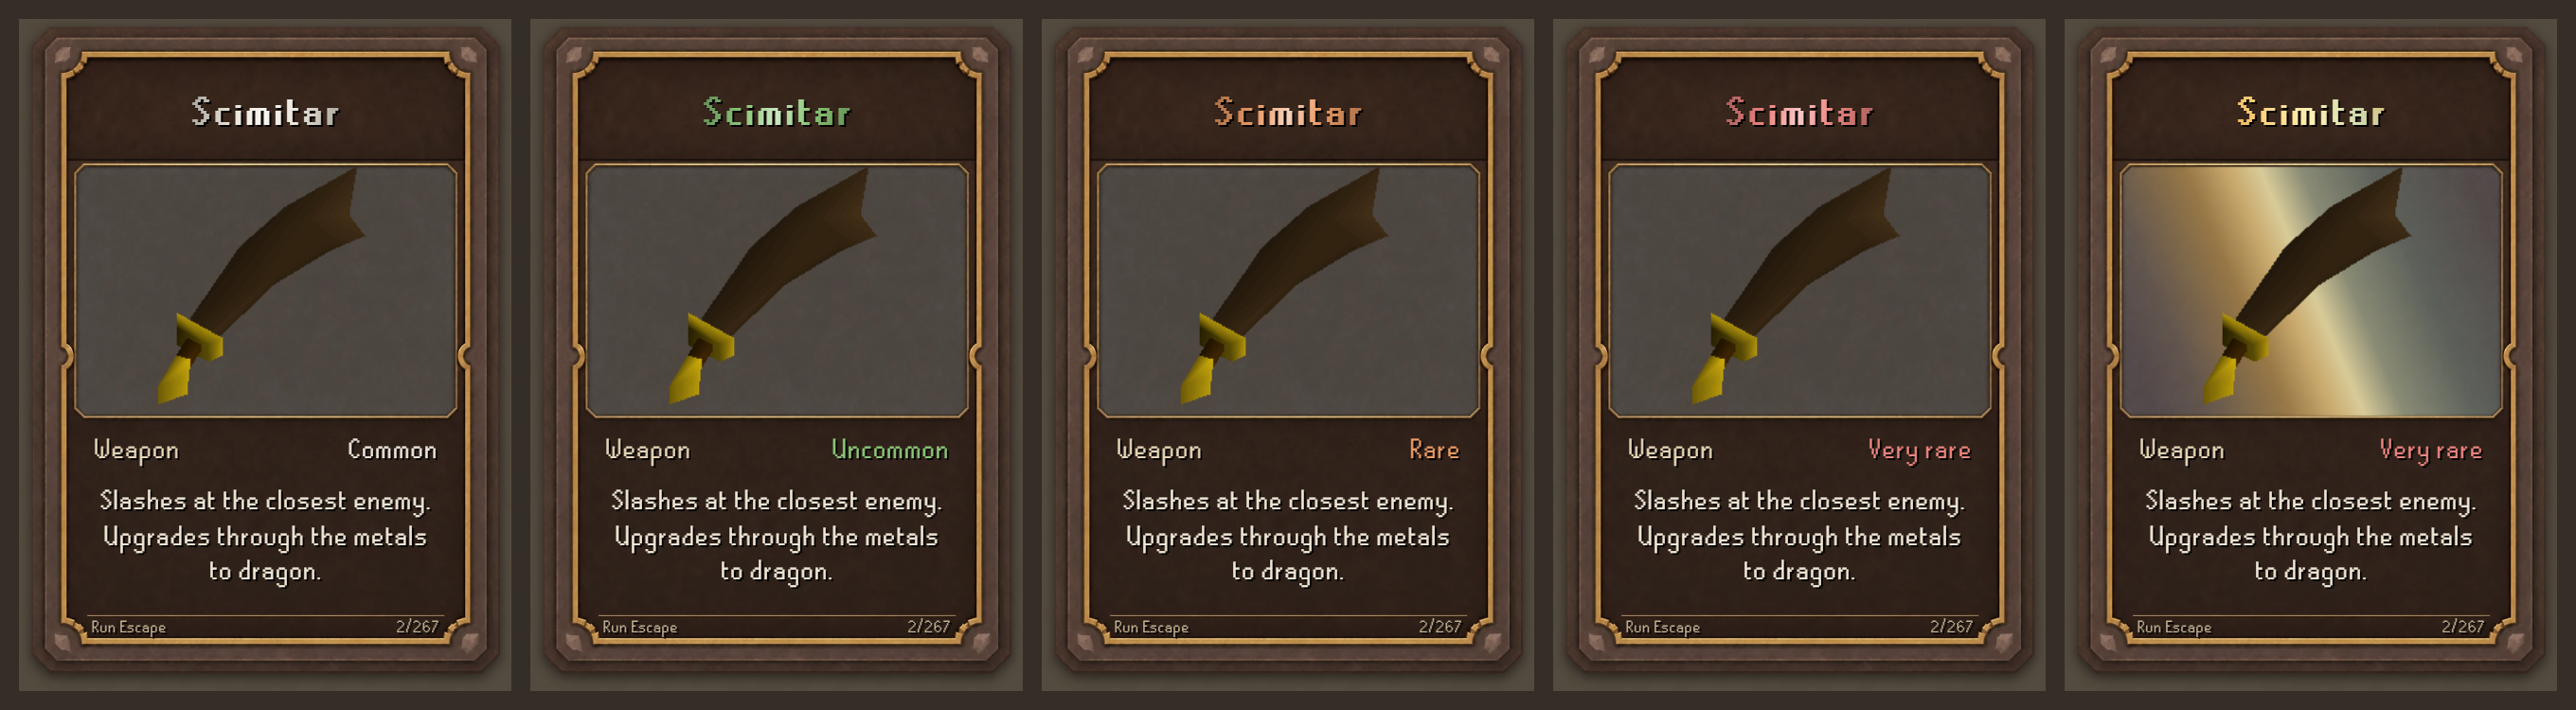 Scimitar
Weapon Common
Slashes at the closest enemy.
Upgrades through the metals
to dragon.
Run Escape 2/267
Scimitar
Weapon Uncommon
Slashes at the closest enemy.
Upgrades through the metals
to dragon.
Run Escape 2/267
Scimitar
Weapon Rare
Slashes at the closest enemy.
Upgrades through the metals
to dragon.
Run Escape 2/267
Scimitar
Weapon Very rare
Slashes at the closest enemy.
Upgrades through the metals
to dragon.
Run Escape 2/267
Scimitar
Weapon Very rare
Slashes at the closest enemy.
Upgrades through the metals
to dragon.
Run Escape 2/267